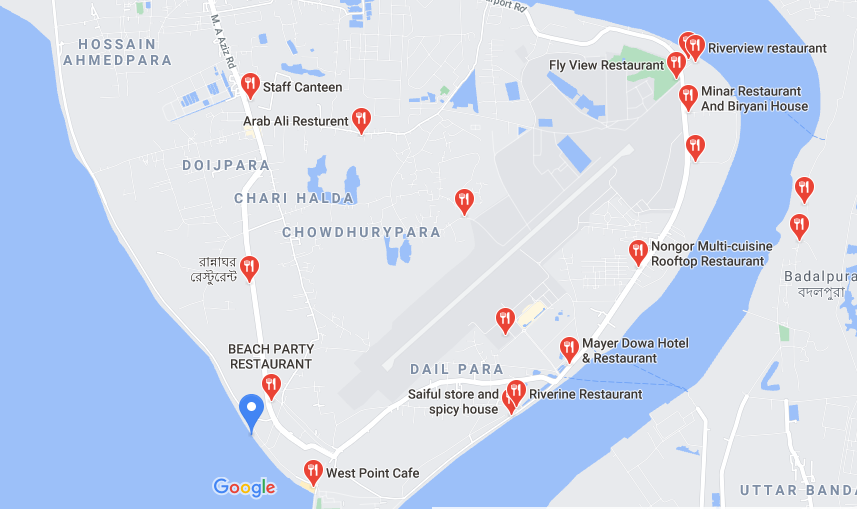 HOSSAIN
AHMEDPARA
M. A Aziz Rd
port Rd
Riverview restaurant
Fly View Restaurant
Staff Canteen
Minar Restaurant
And Biryani House
Arab Ali Resturent
DOIJPARA
CHARI HALDA
CHOWDHURYPARA
Nongor Multi-cuisine
Rooftop Restaurant
রান্নাঘর
রেস্টুরেন্ট
Badalpura
বদলপুরা
BEACH PARTY
RESTAURANT
Mayer Dowa Hotel
& Restaurant
DAIL PARA
Saiful store and
spicy house
Riverine Restaurant
West Point Cafe
Google
UTTAR BANDA